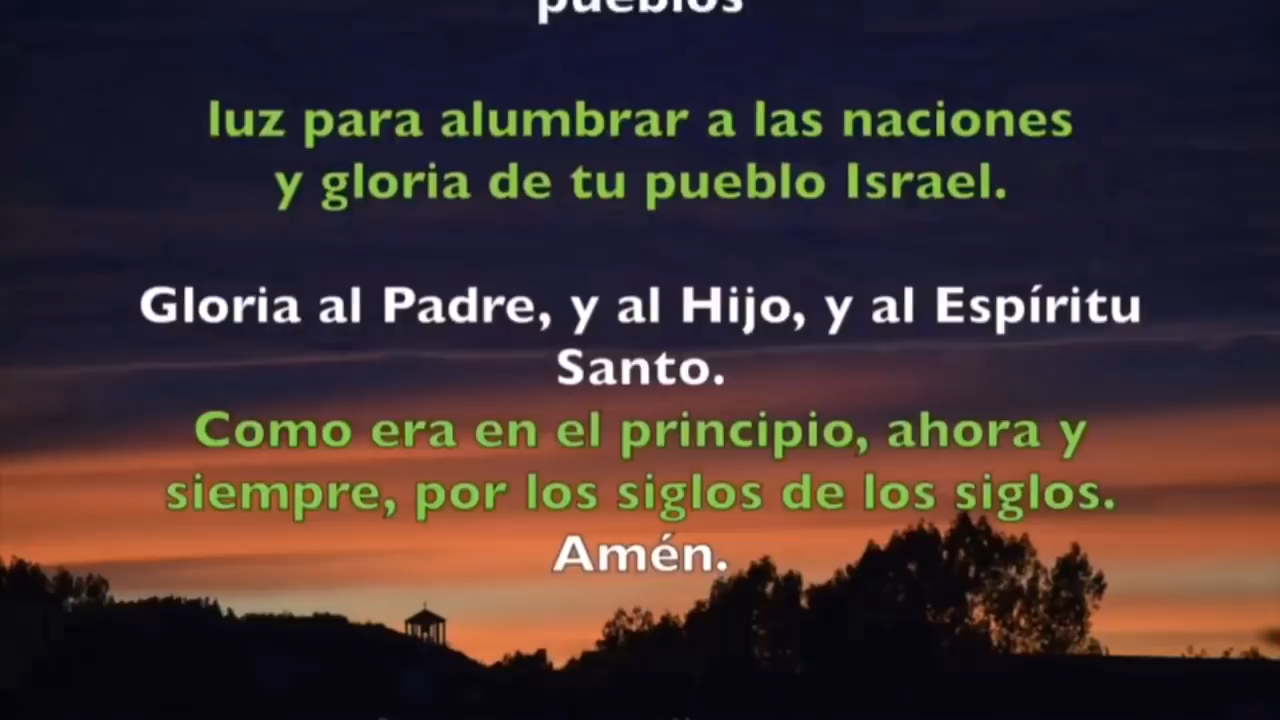 pueblos
luz para alumbrar a las naciones
y gloria de tu pueblo Israel.
Gloria al Padre, y al Hijo, y al Espíritu
Santo.
Como era en el principio, ahora y
siempre, por los siglos de los siglos.
Amén.